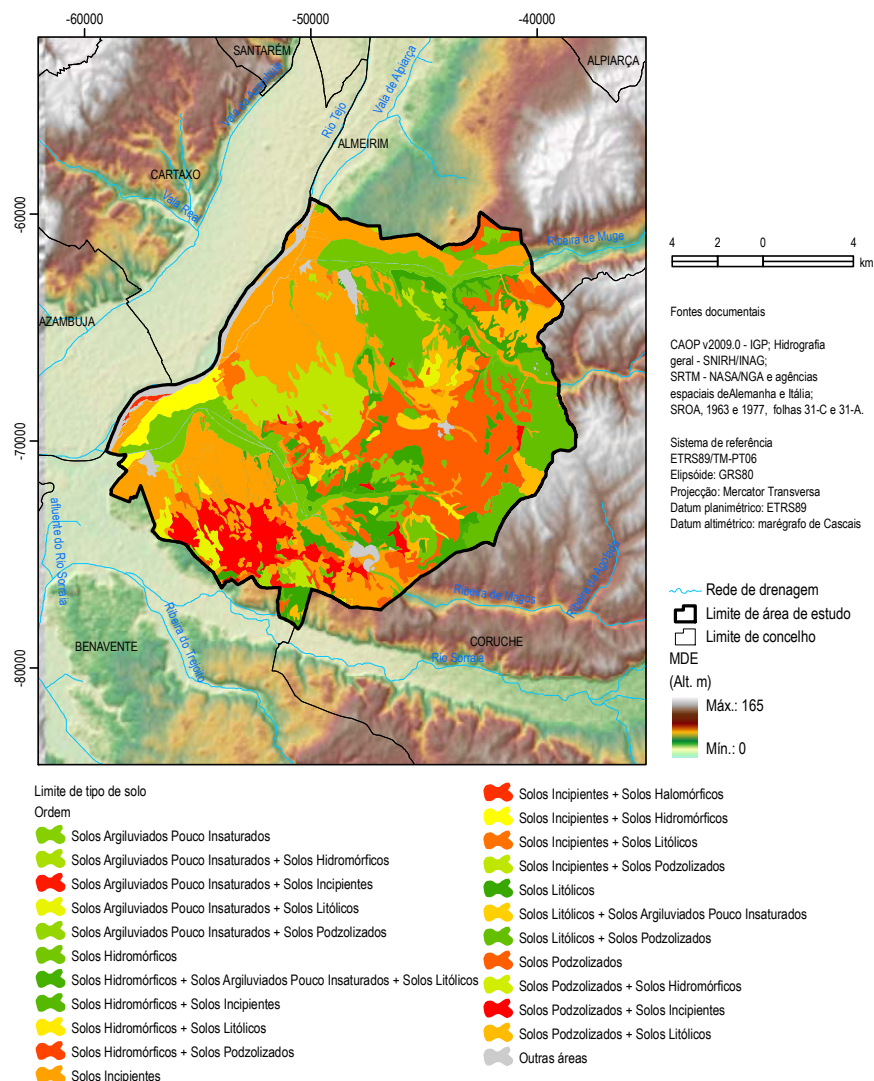 -60000
-50000
-40000
SANTARÉM
ALPIARÇA
Vala da Azambuja
Rio Tejo
Vala de Alpiarça
ALMEIRIM
CARTAXO
Vala Real
-60000
Ribeira de Muge
AZAMBUJA
-70000
afluente do Rio Sorraia
Ribeira de Magos
Ribeira do Trejoito
BENAVENTE
CORUCHE
Rio Sorraia
-80000
4 2 0 4
km
Fontes documentais
CAOP v2009.0 - IGP; Hidrografia
geral - SNIRH/INAG;
SRTM - NASA/NGA e agências
espaciais deAlemanha e Itália;
SROA, 1963 e 1977, folhas 31-C e 31-A.
Sistema de referência
ETRS89/TM-PT06
Elipsóide: GRS80
Projecção: Mercator Transversa
Datum planimétrico: ETRS89
Datum altimétrico: marégrafo de Cascais
Rede de drenagem
Limite de área de estudo
Limite de concelho
MDE
(Alt. m)
Máx.: 165
Mín.: 0
Limite de tipo de solo
Ordem
Solos Argiluviados Pouco Insaturados
Solos Argiluviados Pouco Insaturados + Solos Hidromórficos
Solos Argiluviados Pouco Insaturados + Solos Incipientes
Solos Argiluviados Pouco Insaturados + Solos Litólicos
Solos Argiluviados Pouco Insaturados + Solos Podzolizados
Solos Hidromórficos
Solos Hidromórficos + Solos Argiluviados Pouco Insaturados + Solos Litólicos
Solos Hidromórficos + Solos Incipientes
Solos Hidromórficos + Solos Litólicos
Solos Hidromórficos + Solos Podzolizados
Solos Incipientes
Solos Incipientes + Solos Halomórficos
Solos Incipientes + Solos Hidromórficos
Solos Incipientes + Solos Litólicos
Solos Incipientes + Solos Podzolizados
Solos Litólicos
Solos Litólicos + Solos Argiluviados Pouco Insaturados
Solos Litólicos + Solos Podzolizados
Solos Podzolizados
Solos Podzolizados + Solos Hidromórficos
Solos Podzolizados + Solos Incipientes
Solos Podzolizados + Solos Litólicos
Outras áreas